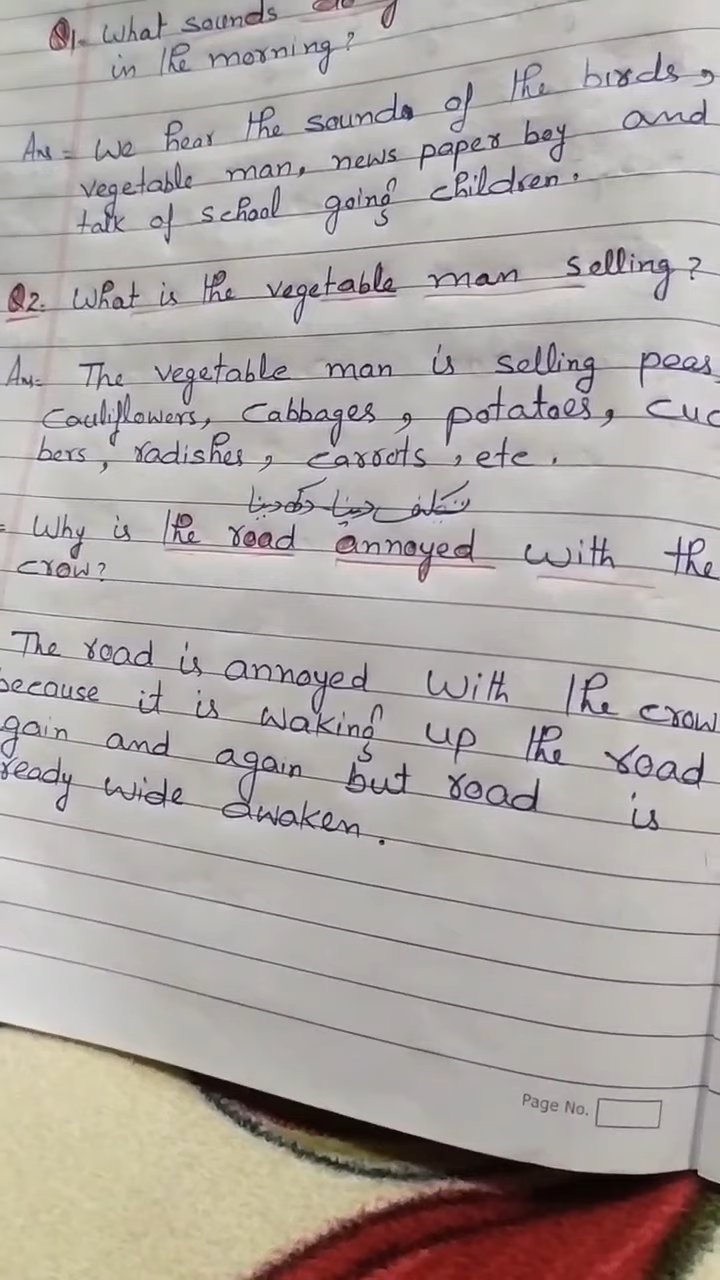 Q1- What sounds
in the morning?
Ans = We hear the sounds of the birds,
vegetable man, news paper boy and
talk of school going children.
Q2. What is the vegetable man selling?
Ans- The vegetable man is selling peas
Cauliflowers, Cabbages, potatoes, cuc
bers, radishes, carrots, etc.
= Why is the road annoyed with the
crow?
The road is annoyed with the crow
because it is waking up the road
gain and again but road is
ready wide awaken.
Page No.